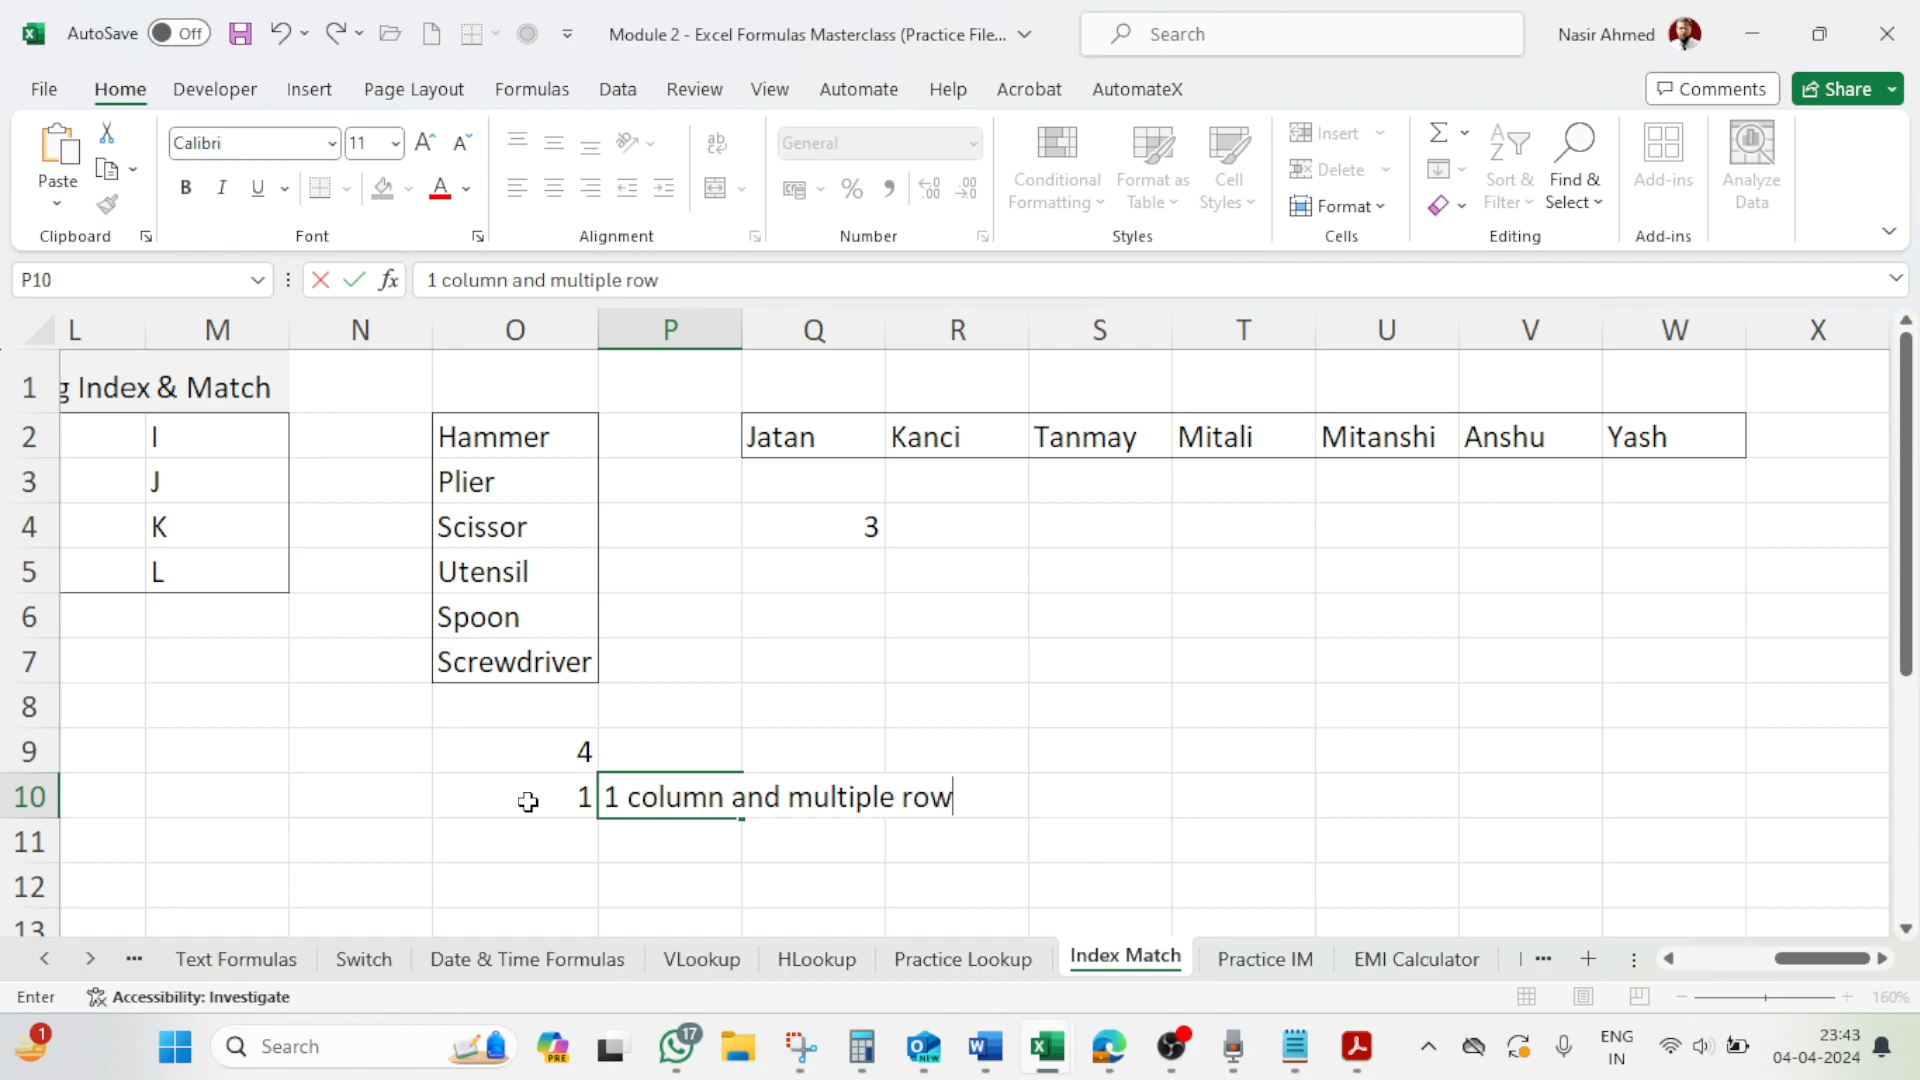 AutoSave Off Module 2 - Excel Formulas Masterclass (Practice File... Search Nasir Ahmed
File Home Developer Insert Page Layout Formulas Data Review View Automate Help Acrobat AutomateX Comments Share
Paste
Calibri 11
General
Conditional Formatting
Format as Table
Cell Styles
Insert
Delete
Format
Sort & Filter
Find & Select
Add-ins
Analyze Data
Clipboard Font Alignment Number Styles Cells Editing Add-ins
P10 fx 1 column and multiple row
L M N O P Q R S T U V W X
1 g Index & Match
2 I Hammer Jatan Kanci Tanmay Mitali Mitanshi Anshu Yash
3 J Plier
4 K Scissor 3
5 L Utensil
6 Spoon
7 Screwdriver
8
9 4
10 1 1 column and multiple row
11
12
13
Text Formulas Switch Date & Time Formulas VLookup HLookup Practice Lookup Index Match Practice IM EMI Calculator
Enter Accessibility: Investigate 160%
1 Search PRE 17 NEW ENG IN 23:43
04-04-2024